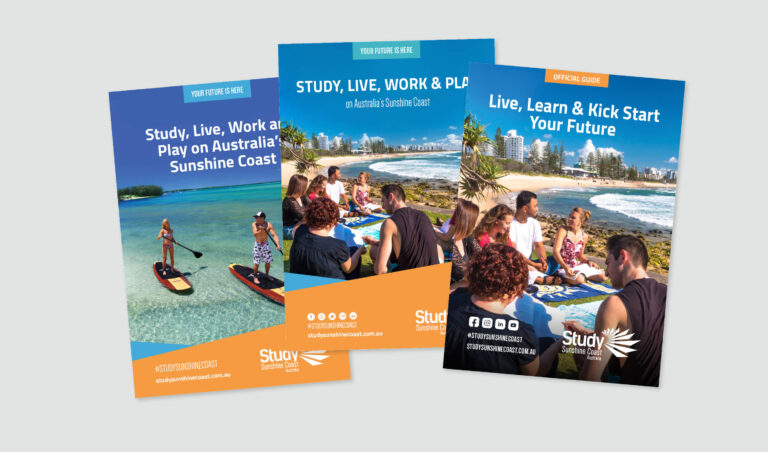 YOUR FUTURE IS HERE
Study, Live, Work an
Play on Australia's
Sunshine Coast
#STUDYSUNSHINECOAST
studysunshinecoast.com.au
Study
Sunshine Coast
Australia
YOUR FUTURE IS HERE
STUDY, LIVE, WORK & PLA
on Australia's Sunshine Coast
#STUDYSUNSHINECOAST
studysunshinecoast.com.au
Study
Sunshine Coast
OFFICIAL GUIDE
Live, Learn & Kick Start
Your Future
#STUDYSUNSHINECOAST
STUDYSUNSHINECOAST.COM.AU
Study
Sunshine Coast
Australia